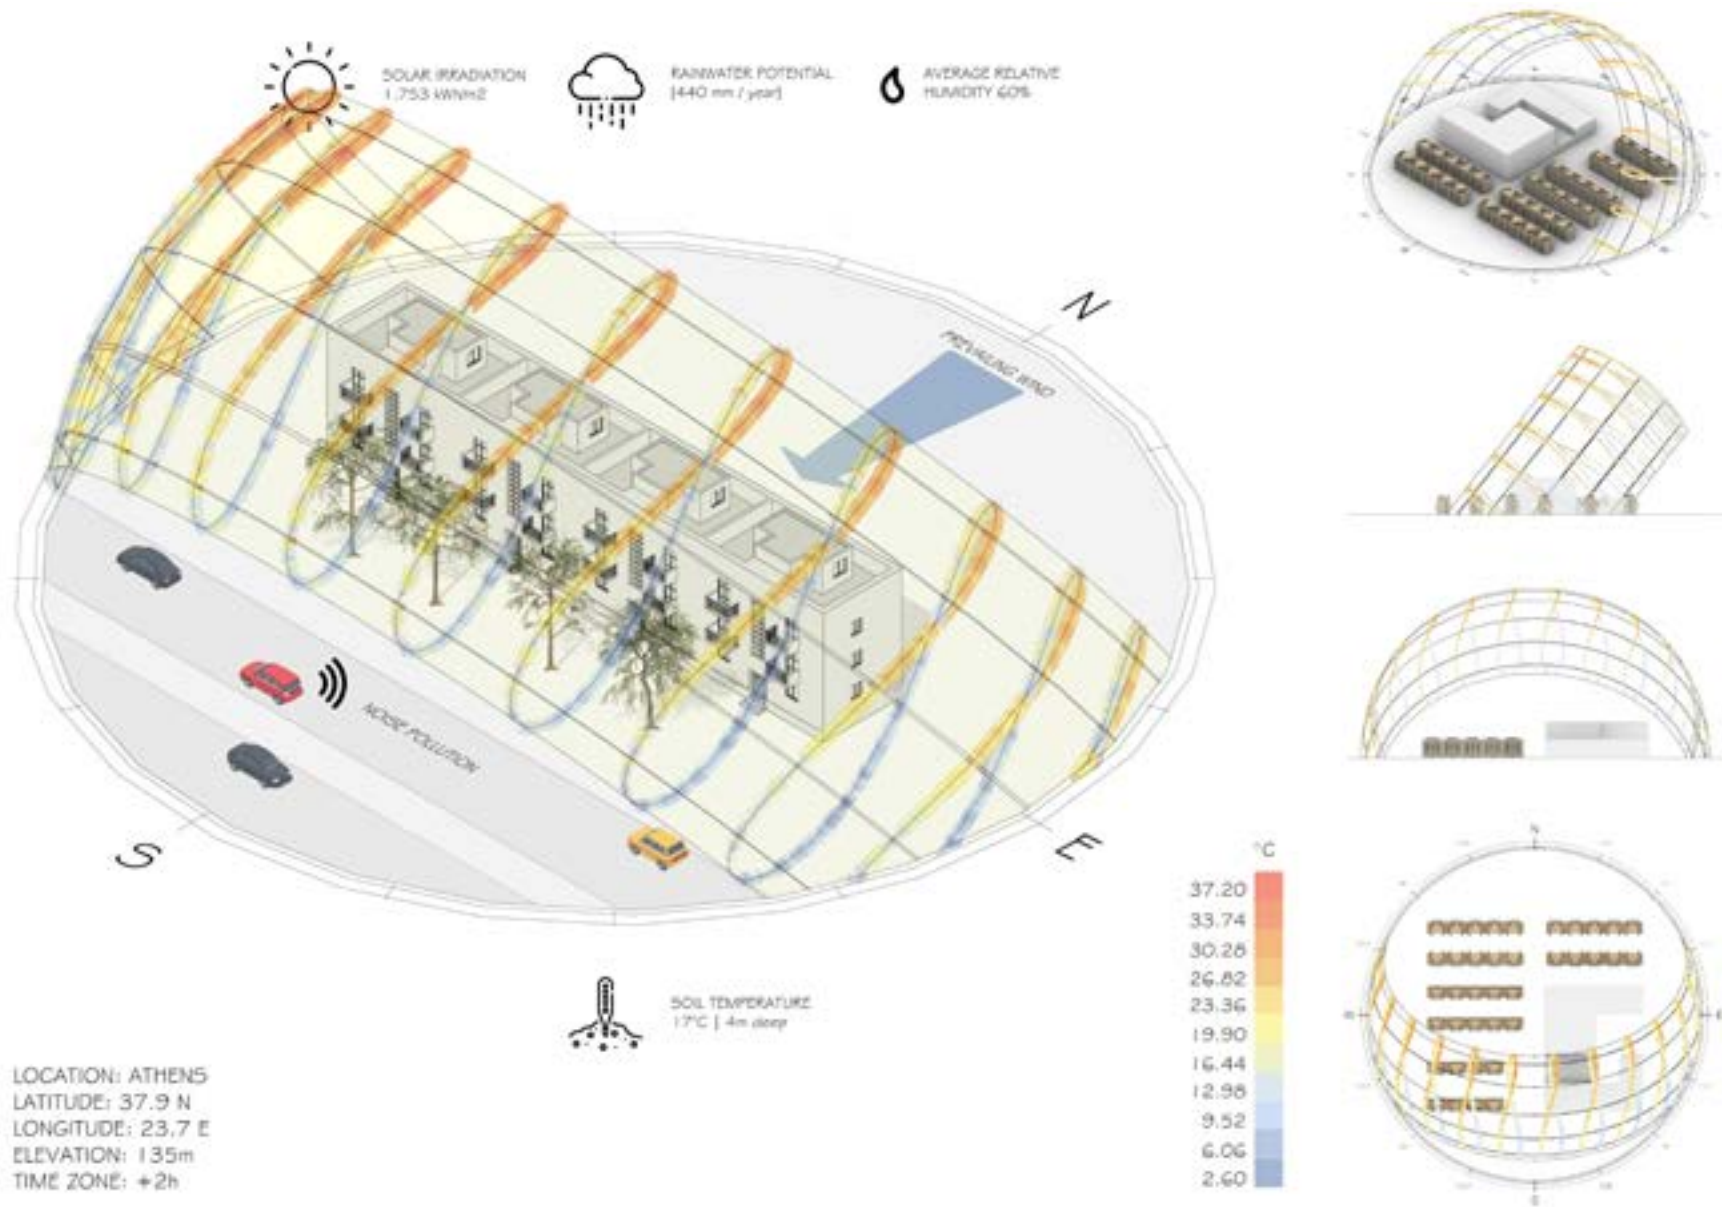 SOLAR IRRADIATION
1.753 kWh/m2
RAINWATER POTENTIAL
[440 mm / year]
AVERAGE RELATIVE
HUMIDITY 60%
N
PREVAILING WIND
NOISE POLLUTION
S
E
SOIL TEMPERATURE
17°C | 4m deep
LOCATION: ATHENS
LATITUDE: 37.9 N
LONGITUDE: 23.7 E
ELEVATION: 135m
TIME ZONE: +2h
°C
37.20
33.74
30.28
26.82
23.36
19.90
16.44
12.98
9.52
6.06
2.60
N
S